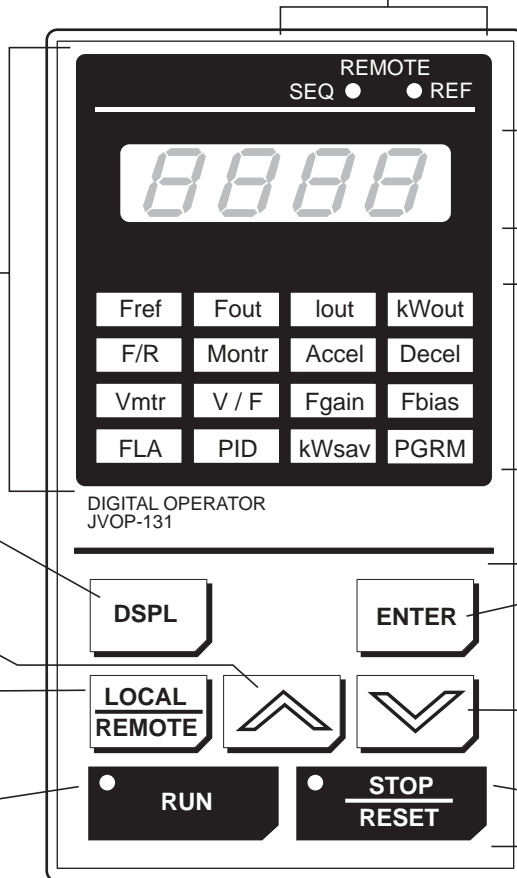 REMOTE
SEQ REF
8888
Fref Fout Iout kWout
F/R Montr Accel Decel
Vmtr V / F Fgain Fbias
FLA PID kWsav PGRM
DIGITAL OPERATOR
JVOP-131
DSPL ENTER
LOCAL
REMOTE
RUN STOP
RESET